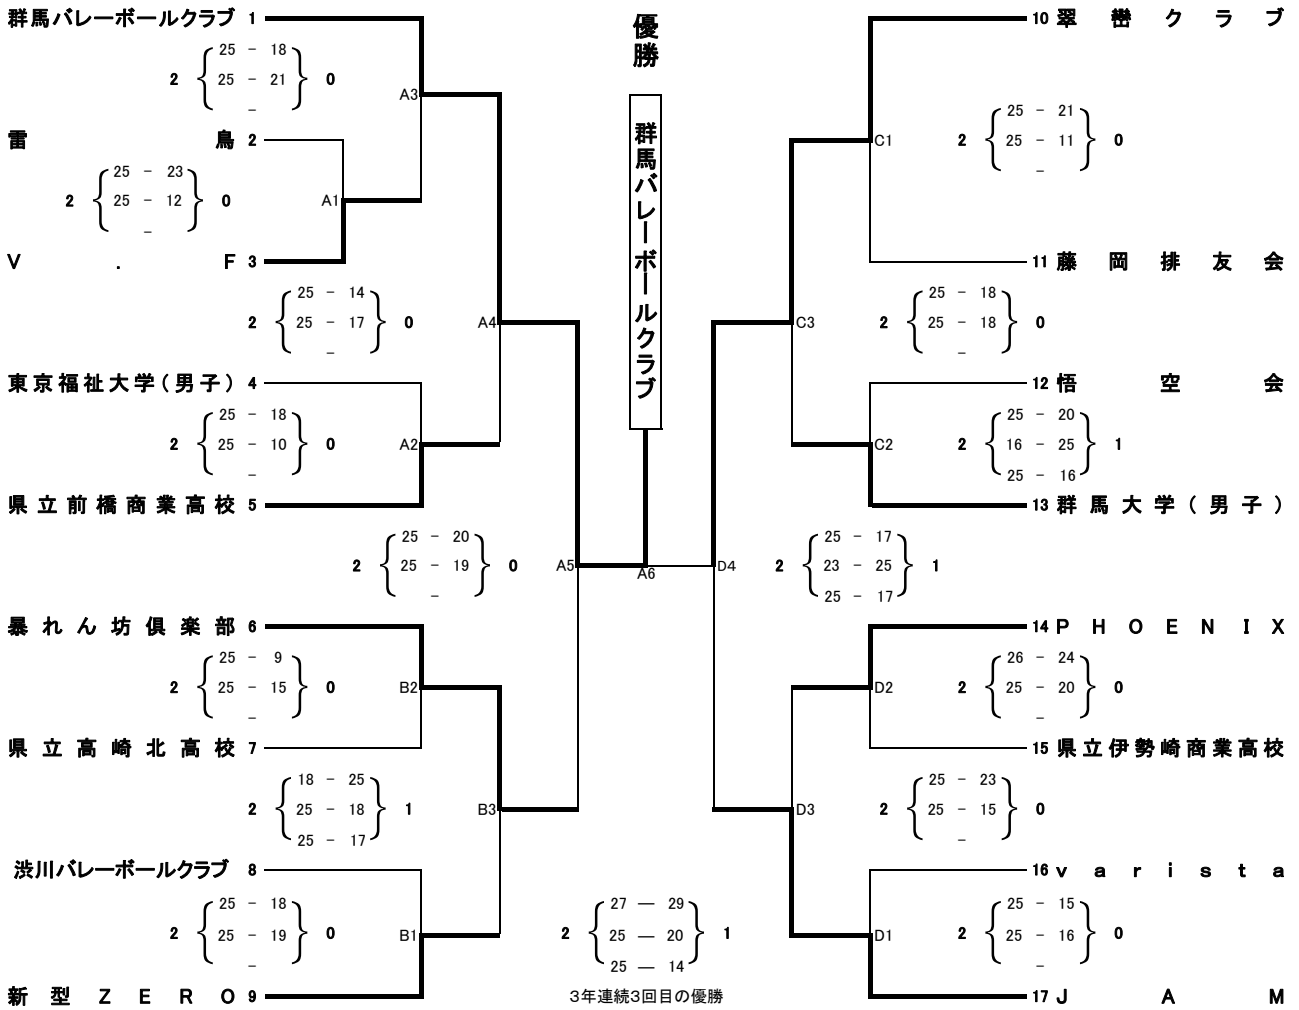 優勝
群馬バレーボールクラブ
群馬バレーボールクラブ 1
25 - 18
2 25 - 21 0
-
A3
雷鳥 2
25 - 23
2 25 - 12 0
-
A1
V.F 3
25 - 14
2 25 - 17 0
-
A4
東京福祉大学(男子) 4
25 - 18
2 25 - 10 0
-
A2
県立前橋商業高校 5
25 - 20
2 25 - 19 0
-
A5
A6
暴れん坊倶楽部 6
25 - 9
2 25 - 15 0
-
B2
県立高崎北高校 7
18 - 25
2 25 - 18 1
25 - 17
B3
渋川バレーボールクラブ 8
25 - 18
2 25 - 19 0
-
B1
新型ZERO 9
10 翠巒クラブ
25 - 21
2 25 - 11 0
-
C1
11 藤岡排友会
25 - 18
2 25 - 18 0
-
C3
12 悟空会
25 - 20
2 16 - 25 1
25 - 16
C2
13 群馬大学(男子)
25 - 17
2 23 - 25 1
25 - 17
D4
14 PHOENIX
26 - 24
2 25 - 20 0
-
D2
15 県立伊勢崎商業高校
25 - 23
2 25 - 15 0
-
D3
16 varista
25 - 15
2 25 - 16 0
-
D1
17 JAM
27 — 29
2 25 — 20 1
25 — 14
3年連続3回目の優勝